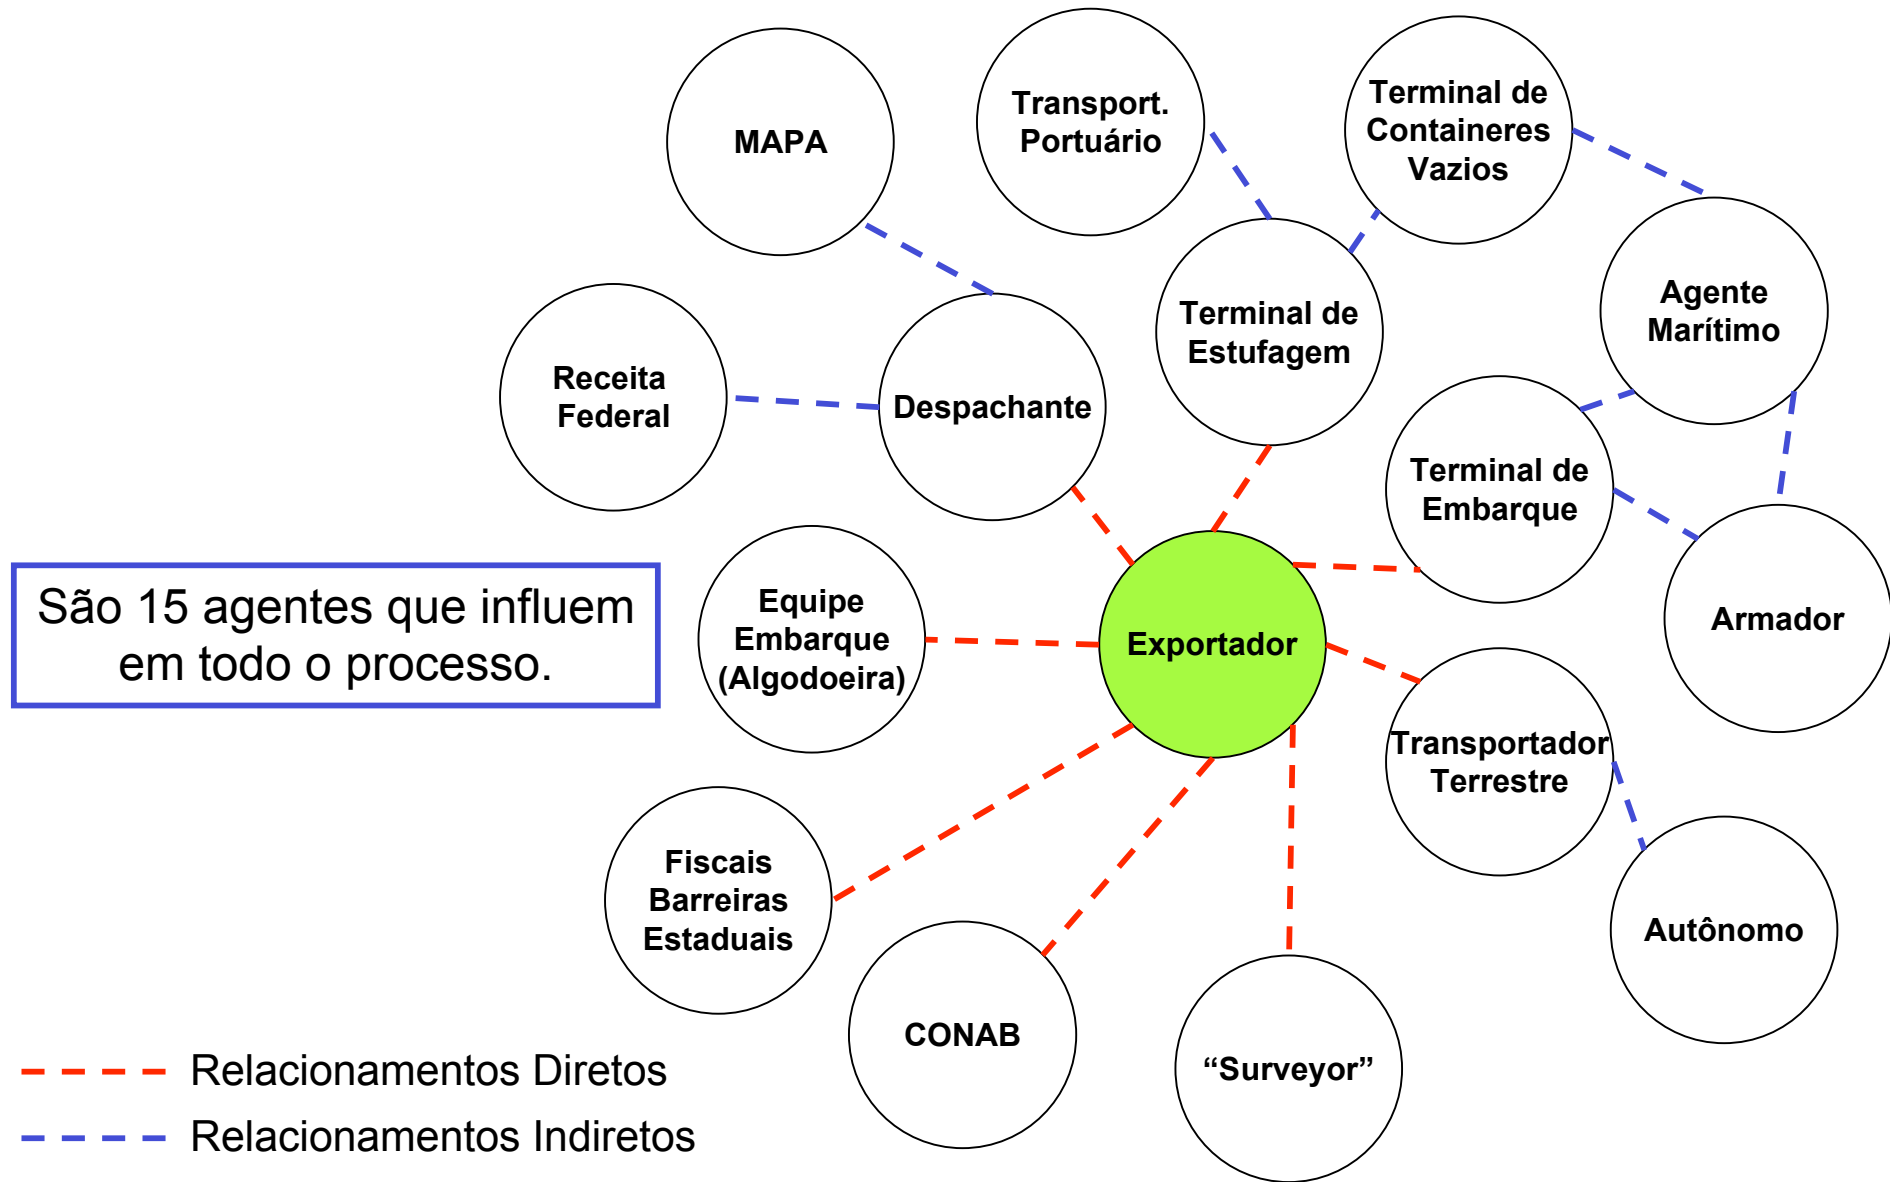 MAPA
Transport.
Portuário
Terminal de
Containeres
Vazios
Agente
Marítimo
Terminal de
Estufagem
Receita
Federal
Despachante
Terminal de
Embarque
São 15 agentes que influem
em todo o processo.
Equipe
Embarque
(Algodoeira)
Exportador
Armador
Transportador
Terrestre
Fiscais
Barreiras
Estaduais
Autônomo
CONAB
“Surveyor”
Relacionamentos Diretos
Relacionamentos Indiretos